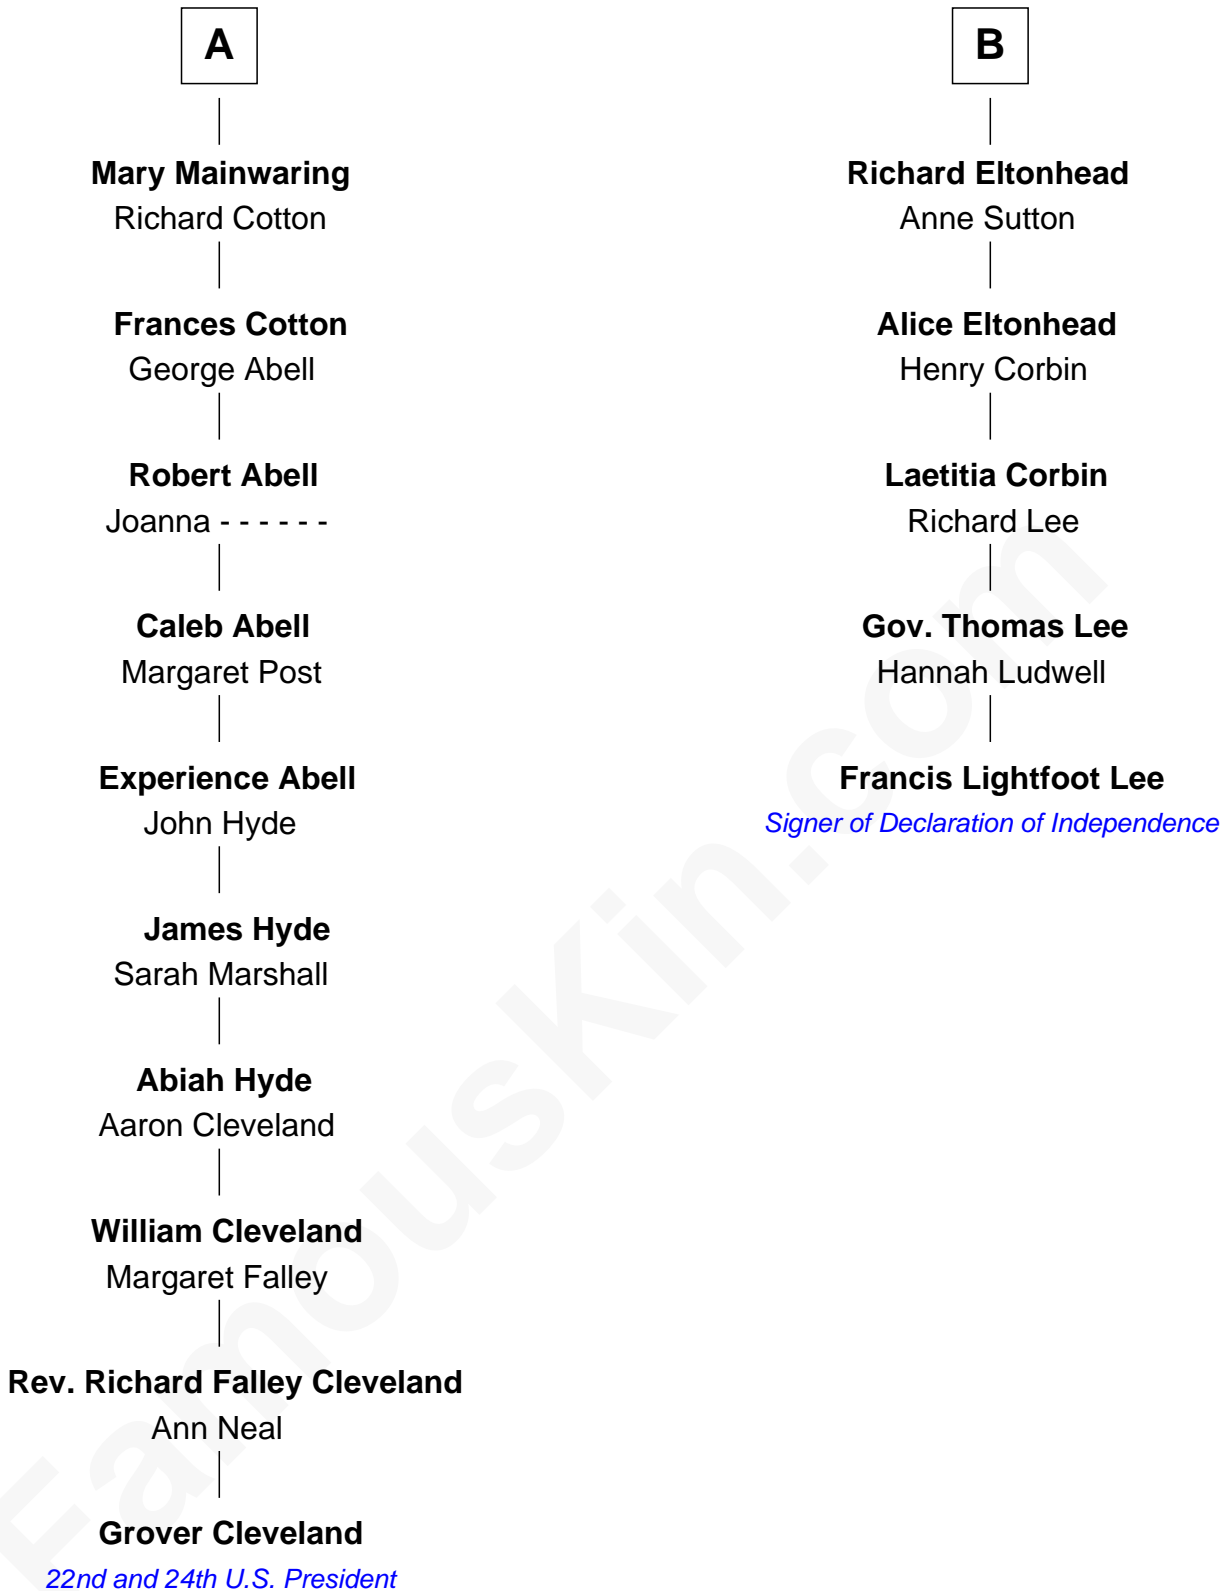 A
Mary Mainwaring
Richard Cotton
Frances Cotton
George Abell
Robert Abell
Joanna - - - - - -
Caleb Abell
Margaret Post
Experience Abell
John Hyde
James Hyde
Sarah Marshall
Abiah Hyde
Aaron Cleveland
William Cleveland
Margaret Falley
Rev. Richard Falley Cleveland
Ann Neal
Grover Cleveland
22nd and 24th U.S. President
B
Richard Eltonhead
Anne Sutton
Alice Eltonhead
Henry Corbin
Laetitia Corbin
Richard Lee
Gov. Thomas Lee
Hannah Ludwell
Francis Lightfoot Lee
Signer of Declaration of Independence
FamousKin.com